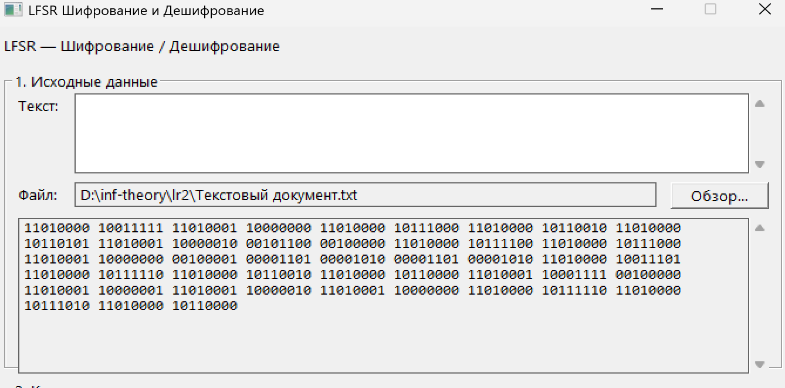 LFSR Шифрование и Дешифрование
LFSR — Шифрование / Дешифрование
1. Исходные данные
Текст:
Файл: D:\inf-theory\lr2\Текстовый документ.txt Обзор...
11010000 10011111 11010001 10000000 11010000 10111000 11010000 10110010 11010000
10110101 11010001 10000010 00101100 00100000 11010000 10111100 11010000 10111000
11010001 10000000 00100001 00001101 00001010 00001101 00001010 11010000 10011101
11010000 10111110 11010000 10110010 11010000 10110000 11010001 10001111 00100000
11010001 10000001 11010001 10000010 11010001 10000000 11010000 10111110 11010000
10111010 11010000 10110000